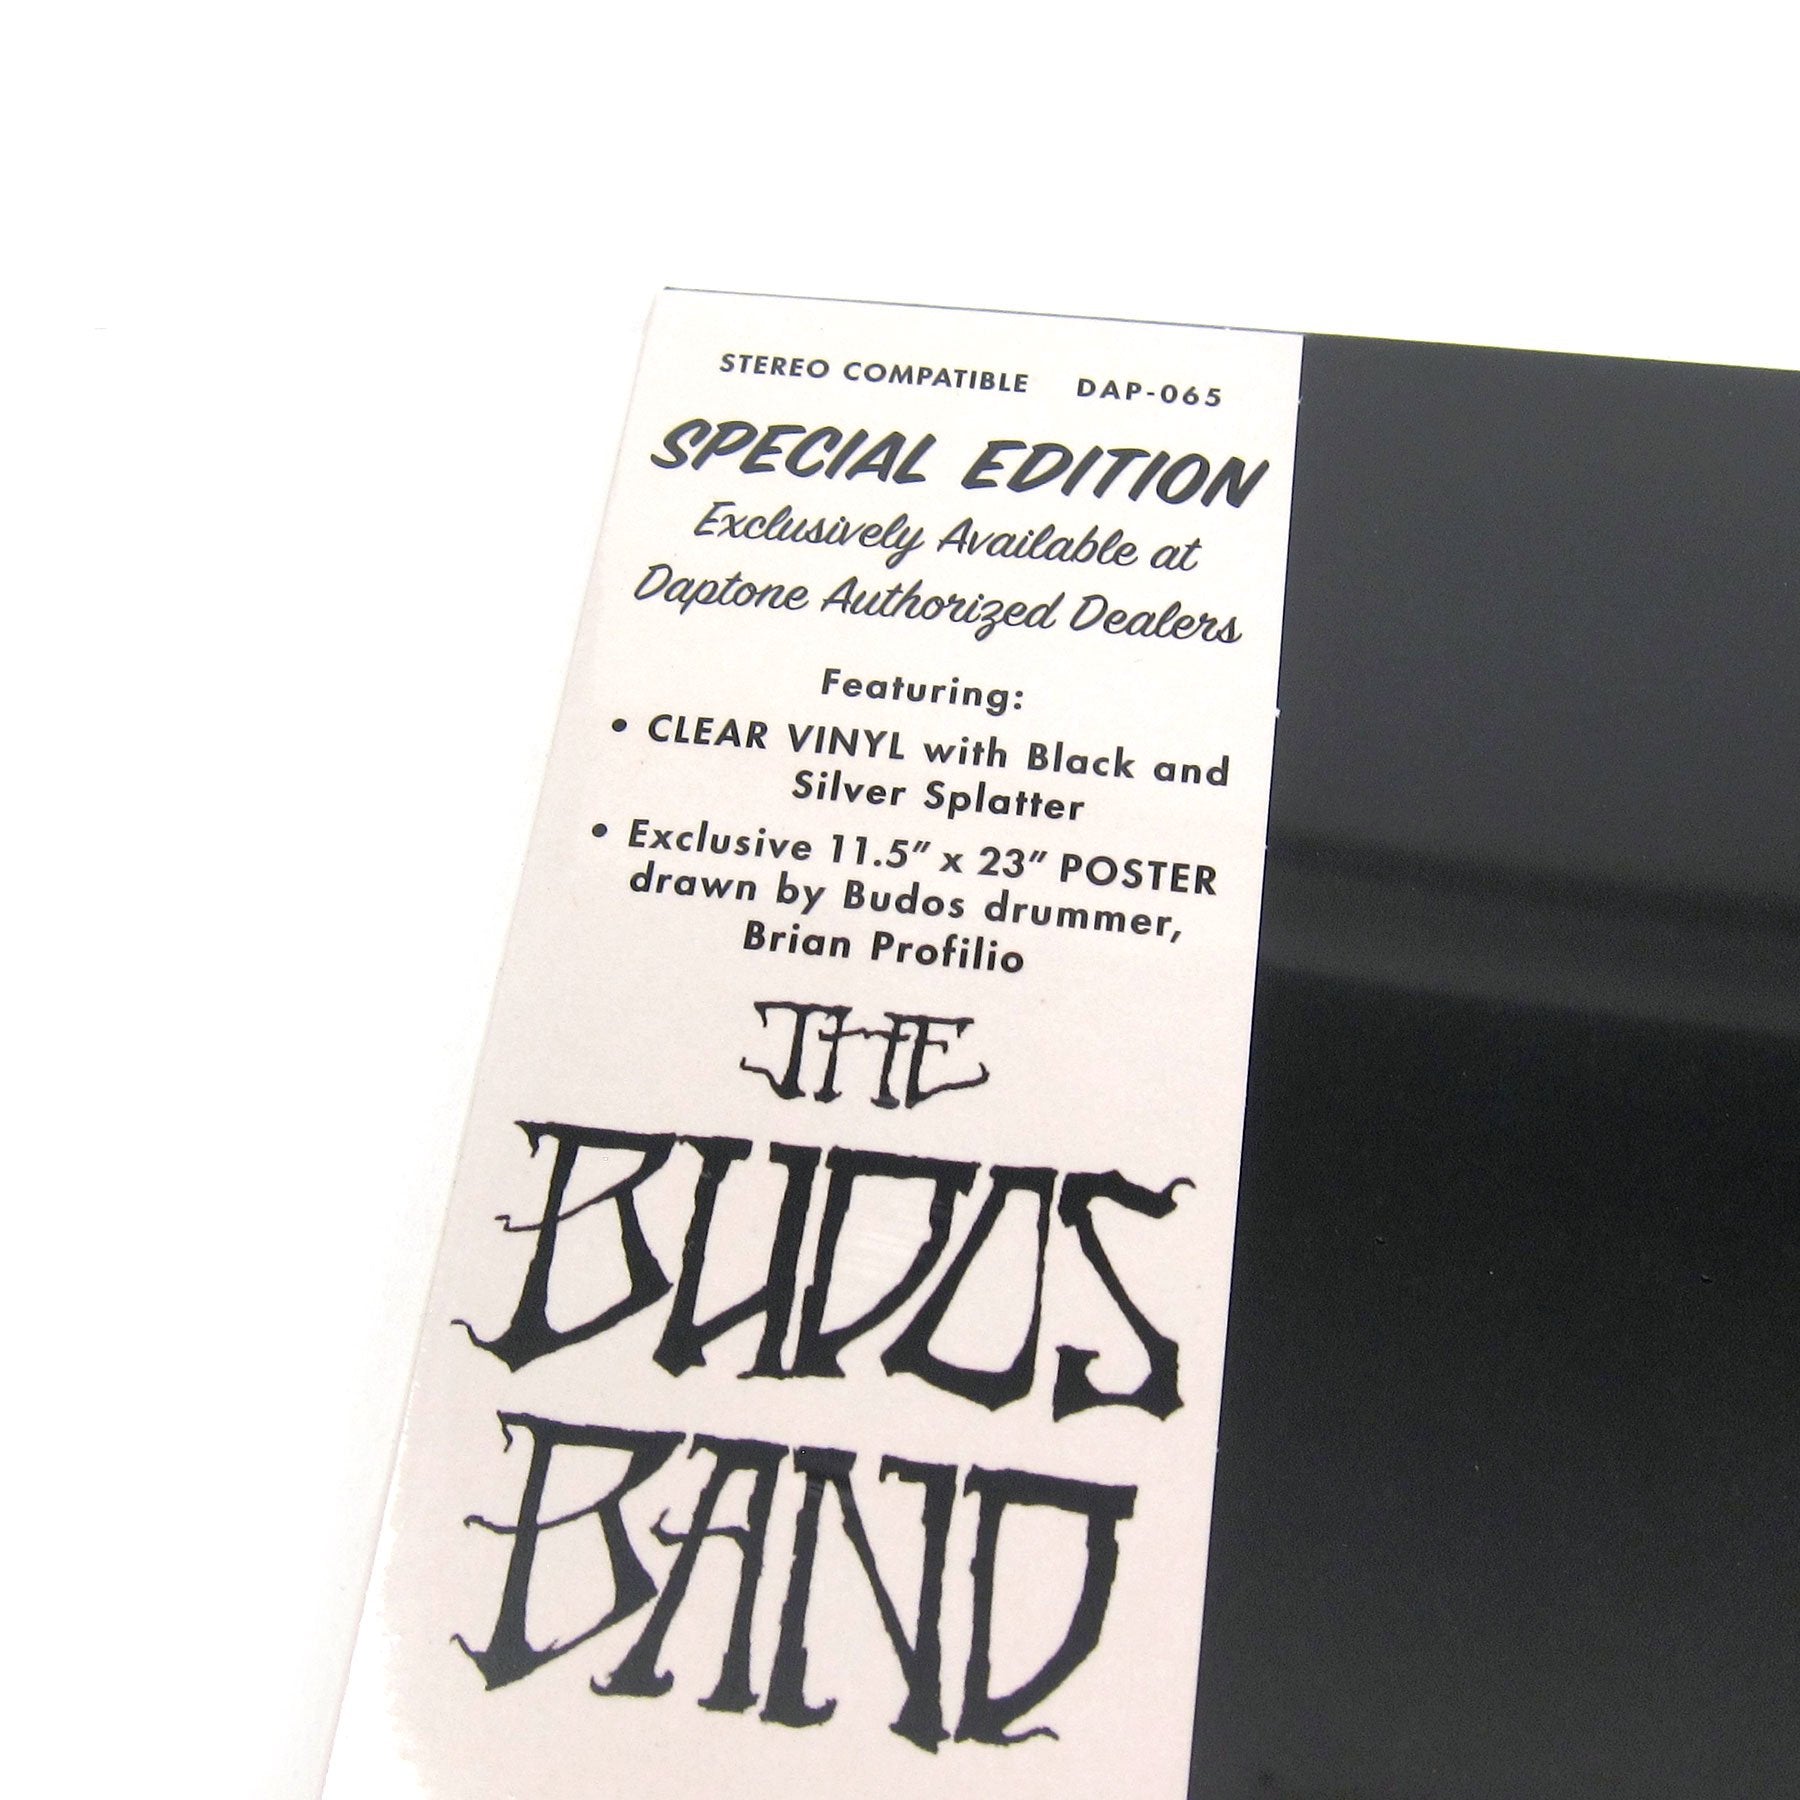 STEREO COMPATIBLE DAP-065
SPECIAL EDITION
Exclusively Available at
Daptone Authorized Dealers
Featuring:
• CLEAR VINYL with Black and
Silver Splatter
• Exclusive 11.5" x 23" POSTER
drawn by Budos drummer,
Brian Profilio
THE
BUDOS
BAND